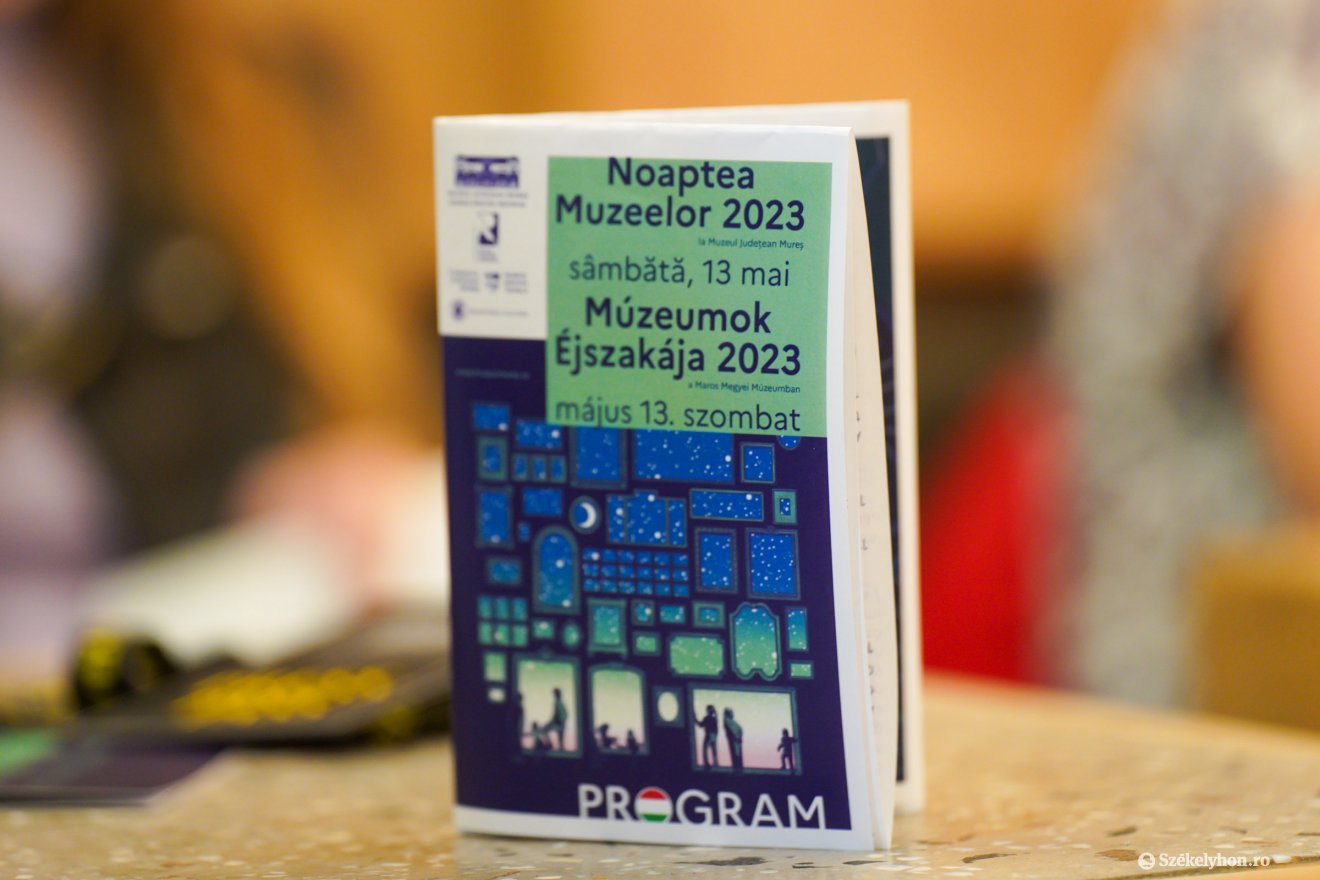 Noaptea
Muzeelor 2023
la Muzeul Județean Mureș
sâmbătă, 13 mai
Múzeumok
Éjszakája 2023
a Maros Megyei Múzeumban
május 13. szombat
PROGRAM
Székelyhon.ro